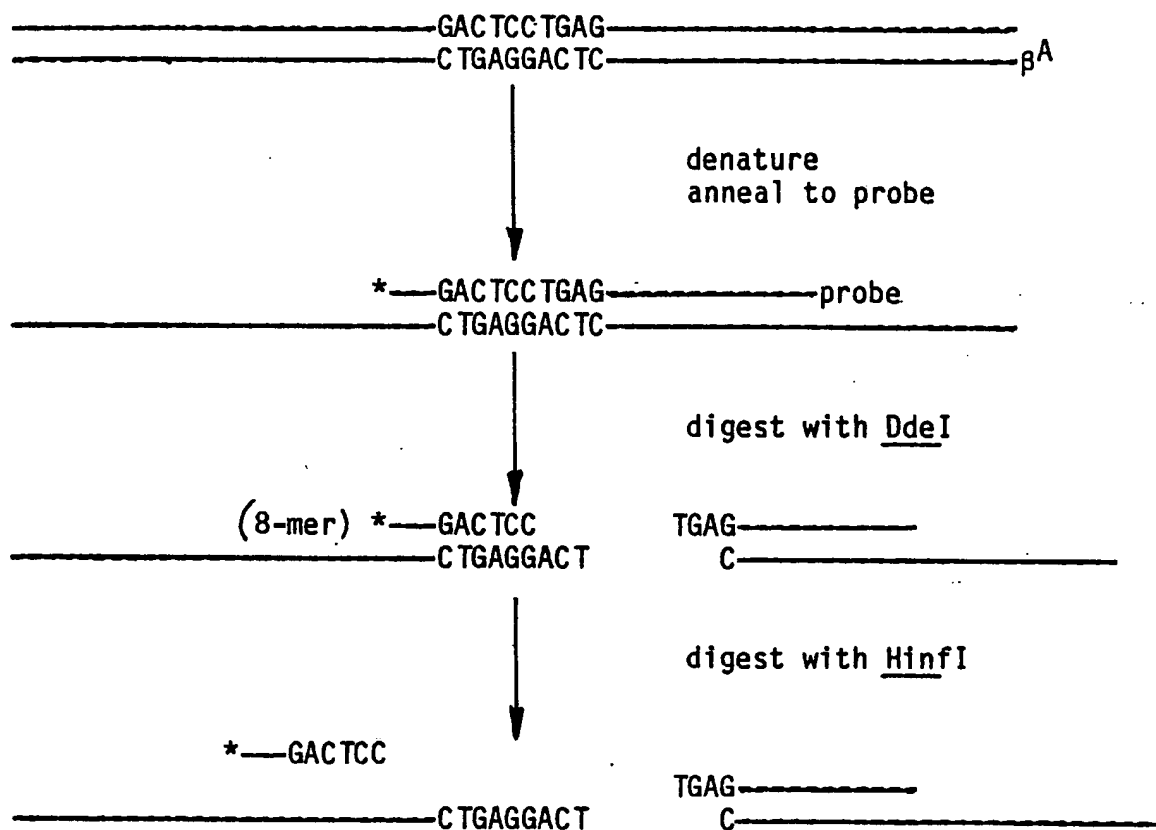 GACTCCTGAG
CTGAGGACTC βA
denature
anneal to probe
* GACTCCTGAG probe
CTGAGGACTC
digest with DdeI
(8-mer) * GACTCC TGAG
CTGAGGACT C
digest with HinfI
* GACTCC
TGAG
CTGAGGACT C